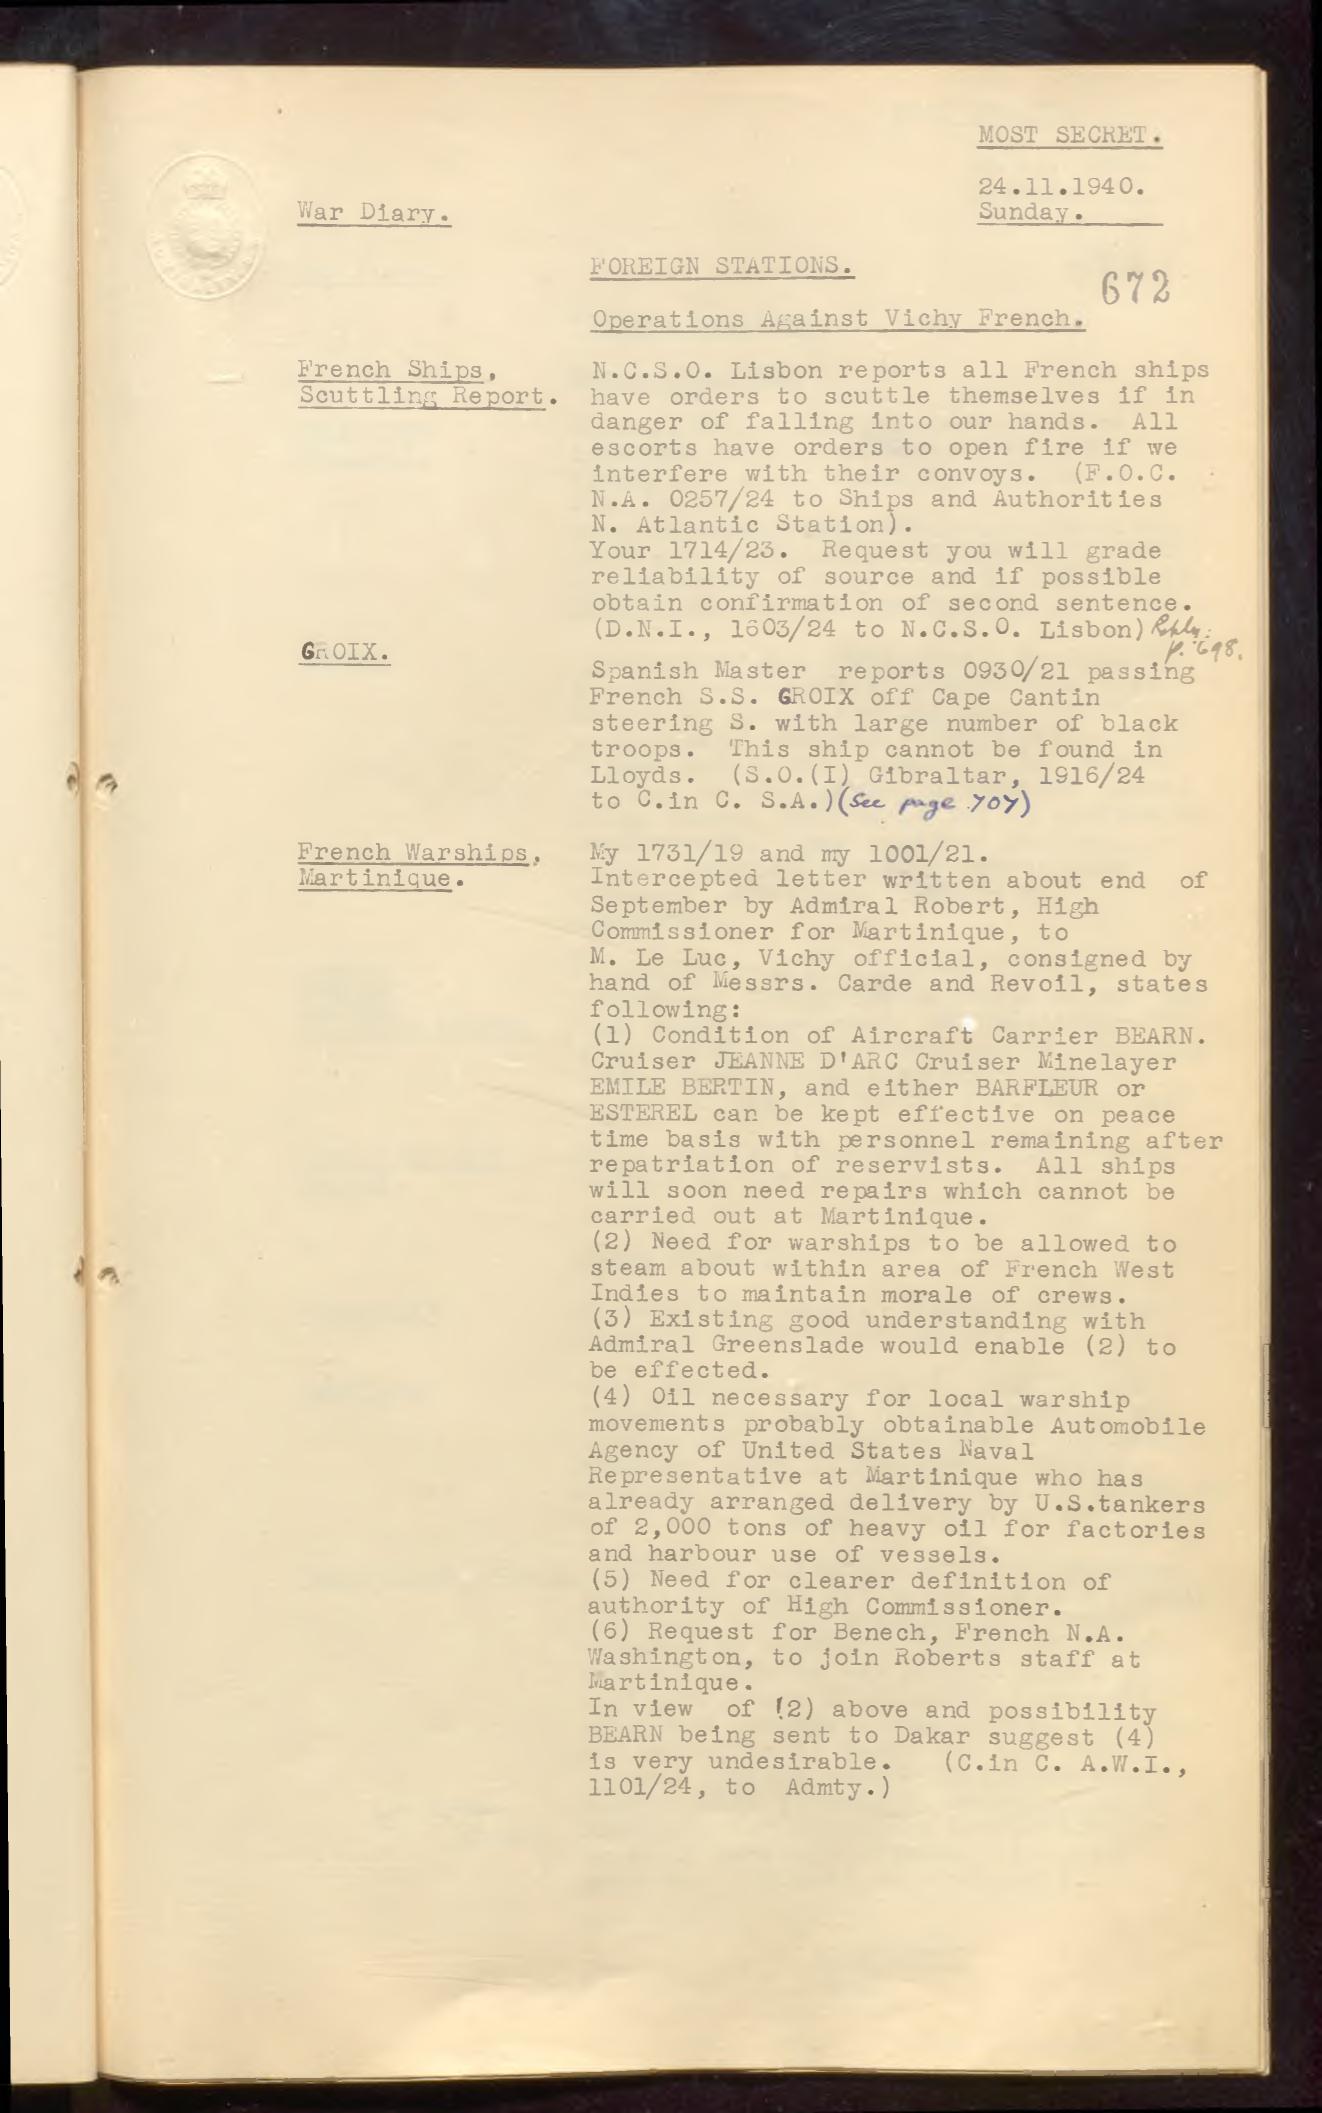 MOST SECRET.
24.11.1940.
War Diary.
Sunday.
FOREIGN STATIONS.
672
Operations Against Vichy French.
French Ships,
Scuttling Report.
N.C.S.O. Lisbon reports all French ships
have orders to scuttle themselves if in
danger of falling into our hands.  All
escorts have orders to open fire if we
interfere with their convoys.  (F.O.C.
N.A. 0257/24 to Ships and Authorities
N. Atlantic Station).
Your 1714/23.  Request you will grade
reliability of source and if possible
obtain confirmation of second sentence.
(D.N.I., 1603/24 to N.C.S.O. Lisbon) Reply:
p. 698.
GROIX.
Spanish Master  reports 0930/21 passing
French S.S. GROIX off Cape Cantin
steering S. with large number of black
troops.  This ship cannot be found in
Lloyds.  (S.O.(I) Gibraltar, 1916/24
to C.in C. S.A.)(See page 707)
French Warships,
Martinique.
My 1731/19 and my 1001/21.
Intercepted letter written about end  of
September by Admiral Robert, High
Commissioner for Martinique, to
M. Le Luc, Vichy official, consigned by
hand of Messrs. Carde and Revoil, states
following:
(1) Condition of Aircraft Carrier BEARN.
Cruiser JEANNE D'ARC Cruiser Minelayer
EMILE BERTIN, and either BARFLEUR or
ESTEREL can be kept effective on peace
time basis with personnel remaining after
repatriation of reservists.  All ships
will soon need repairs which cannot be
carried out at Martinique.
(2) Need for warships to be allowed to
steam about within area of French West
Indies to maintain morale of crews.
(3) Existing good understanding with
Admiral Greenslade would enable (2) to
be effected.
(4) Oil necessary for local warship
movements probably obtainable Automobile
Agency of United States Naval
Representative at Martinique who has
already arranged delivery by U.S.tankers
of 2,000 tons of heavy oil for factories
and harbour use of vessels.
(5) Need for clearer definition of
authority of High Commissioner.
(6) Request for Benech, French N.A.
Washington, to join Roberts staff at
Martinique.
In view  of (2) above and possibility
BEARN being sent to Dakar suggest (4)
is very undesirable.   (C.in C. A.W.I.,
1101/24, to  Admty.)